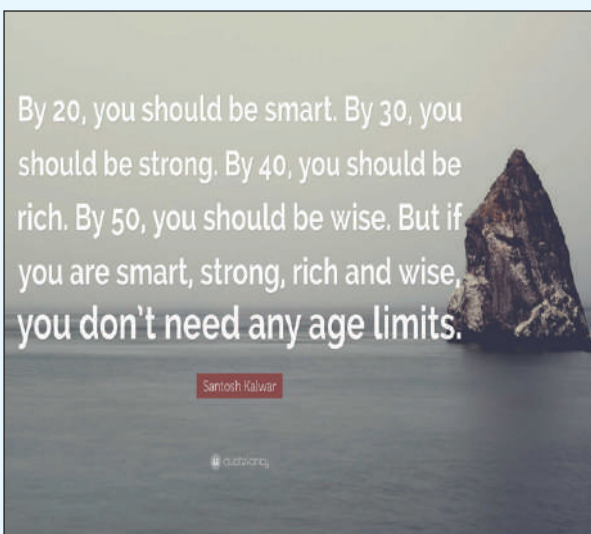 By 20, you should be smart. By 30, you
should be strong. By 40, you should be
rich. By 50, you should be wise. But if
you are smart, strong, rich and wise,
you don’t need any age limits.
Santosh Kalwar
quotefancy